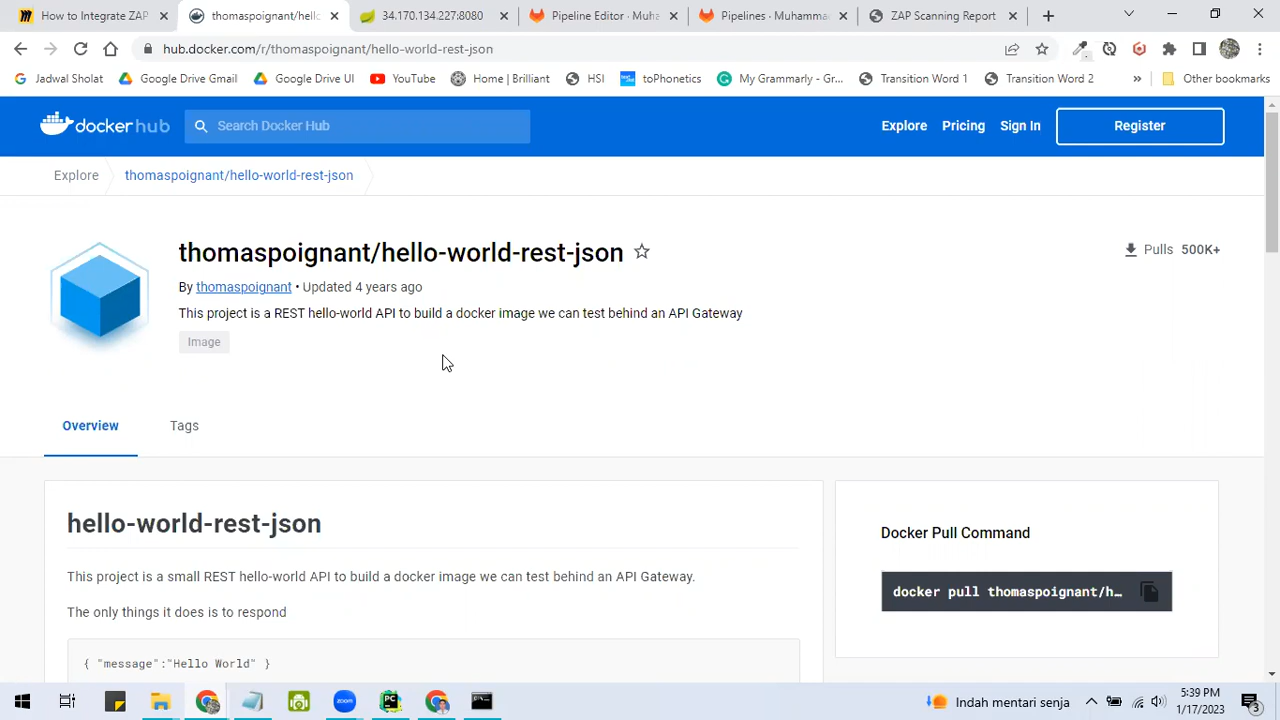 How to Integrate ZAP
thomaspoignant/hello
34.170.134.227:8080
Pipeline Editor · Muha
Pipelines · Muhammad
ZAP Scanning Report
hub.docker.com/r/thomaspoignant/hello-world-rest-json
Jadwal Sholat
Google Drive Gmail
Google Drive UI
YouTube
Home | Brilliant
HSI
toPhonetics
My Grammarly - Gr...
Transition Word 1
Transition Word 2
»
Other bookmarks
docker hub
Search Docker Hub
Explore
Pricing
Sign In
Register
Explore
thomaspoignant/hello-world-rest-json
thomaspoignant/hello-world-rest-json
Pulls 500K+
By thomaspoignant • Updated 4 years ago
This project is a REST hello-world API to build a docker image we can test behind an API Gateway
Image
Overview
Tags
hello-world-rest-json
This project is a small REST hello-world API to build a docker image we can test behind an API Gateway.
The only things it does is to respond
{ "message":"Hello World" }
Docker Pull Command
docker pull thomaspoignant/h…
zoom
PC
Indah mentari senja
5:39 PM
1/17/2023
3